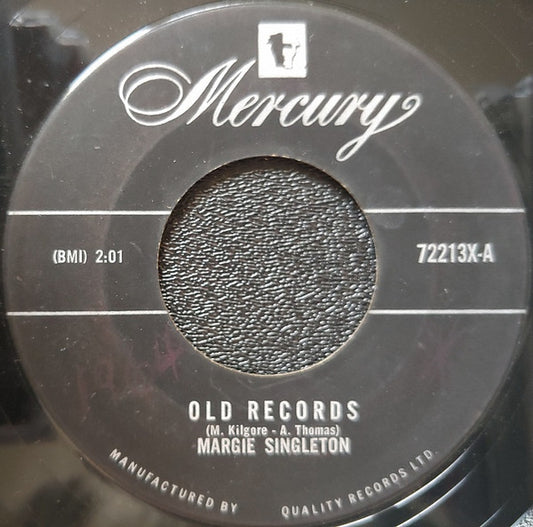 Mercury
(BMI) 2:01
72213X-A
OLD RECORDS
(M. Kilgore - A. Thomas)
MARGIE SINGLETON
MANUFACTURED BY QUALITY RECORDS LTD.